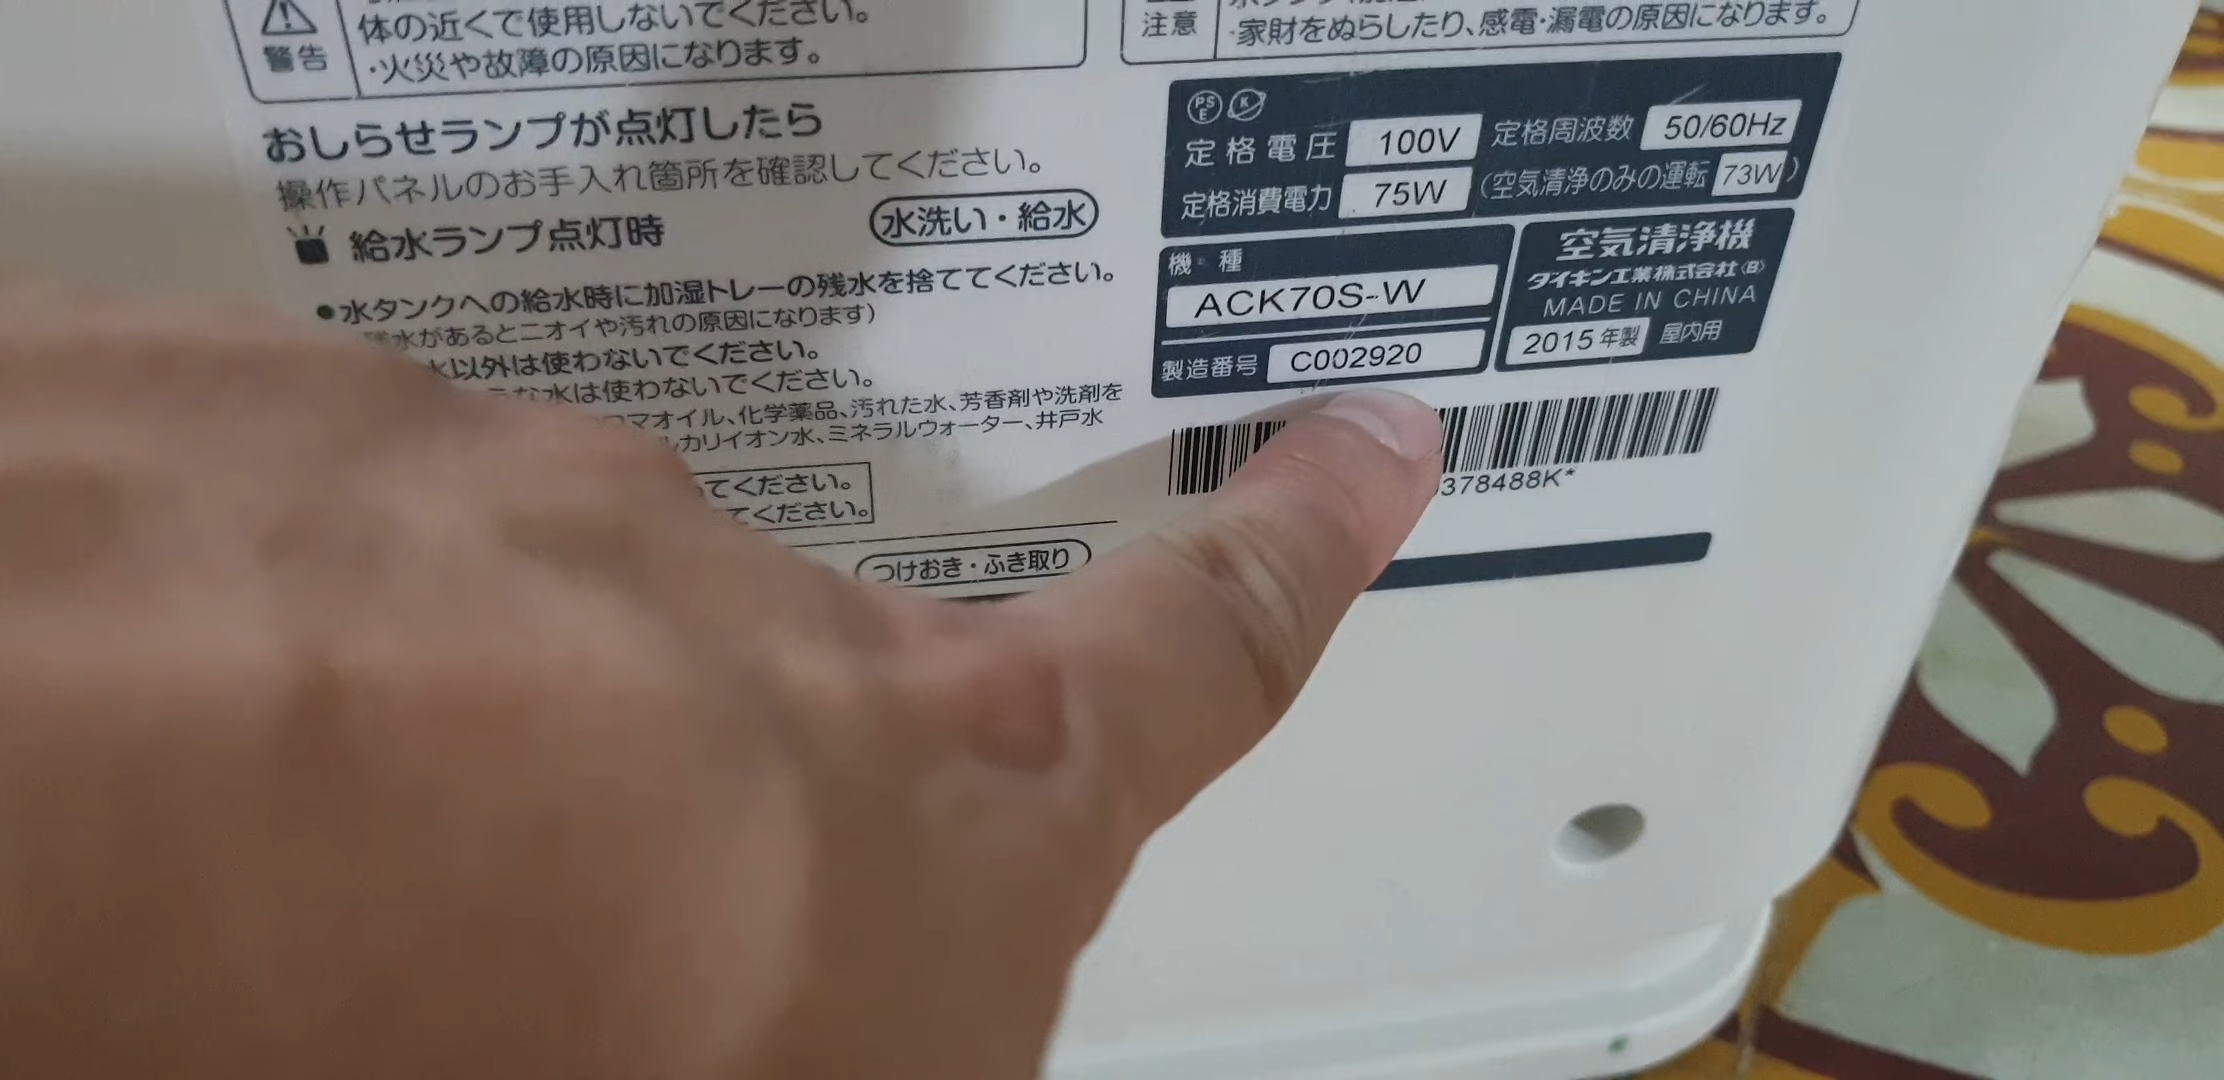 警告
体の近くで使用しないでください。
・火災や故障の原因になります。
注意
・家財をぬらしたり、感電・漏電の原因になります。
おしらせランプが点灯したら
操作パネルのお手入れ箇所を確認してください。
給水ランプ点灯時
水洗い・給水
●水タンクへの給水時に加湿トレーの残水を捨ててください。
残水があるとニオイや汚れの原因になります)
以外は使わないでください。
な水は使わないでください。
マオイル、化学薬品、汚れた水、芳香剤や洗剤を
カリイオン水、ミネラルウォーター、井戸水
てください。
てください。
つけおき・ふき取り
PS
E
K
定格電圧 100V 定格周波数 50/60Hz
定格消費電力 75W (空気清浄のみの運転 73W)
機種
ACK70S-W
製造番号 C002920
空気清浄機
ダイキン工業株式会社〈B〉
MADE IN CHINA
2015年製 屋内用
378488K*